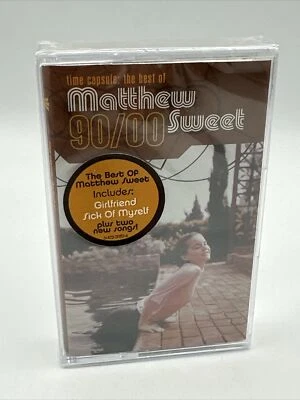 time capsule: the best of
Matthew
90/00 Sweet
The Best Of
Matthew Sweet
Includes:
Girlfriend
Sick Of Myself
plus two
new songs!